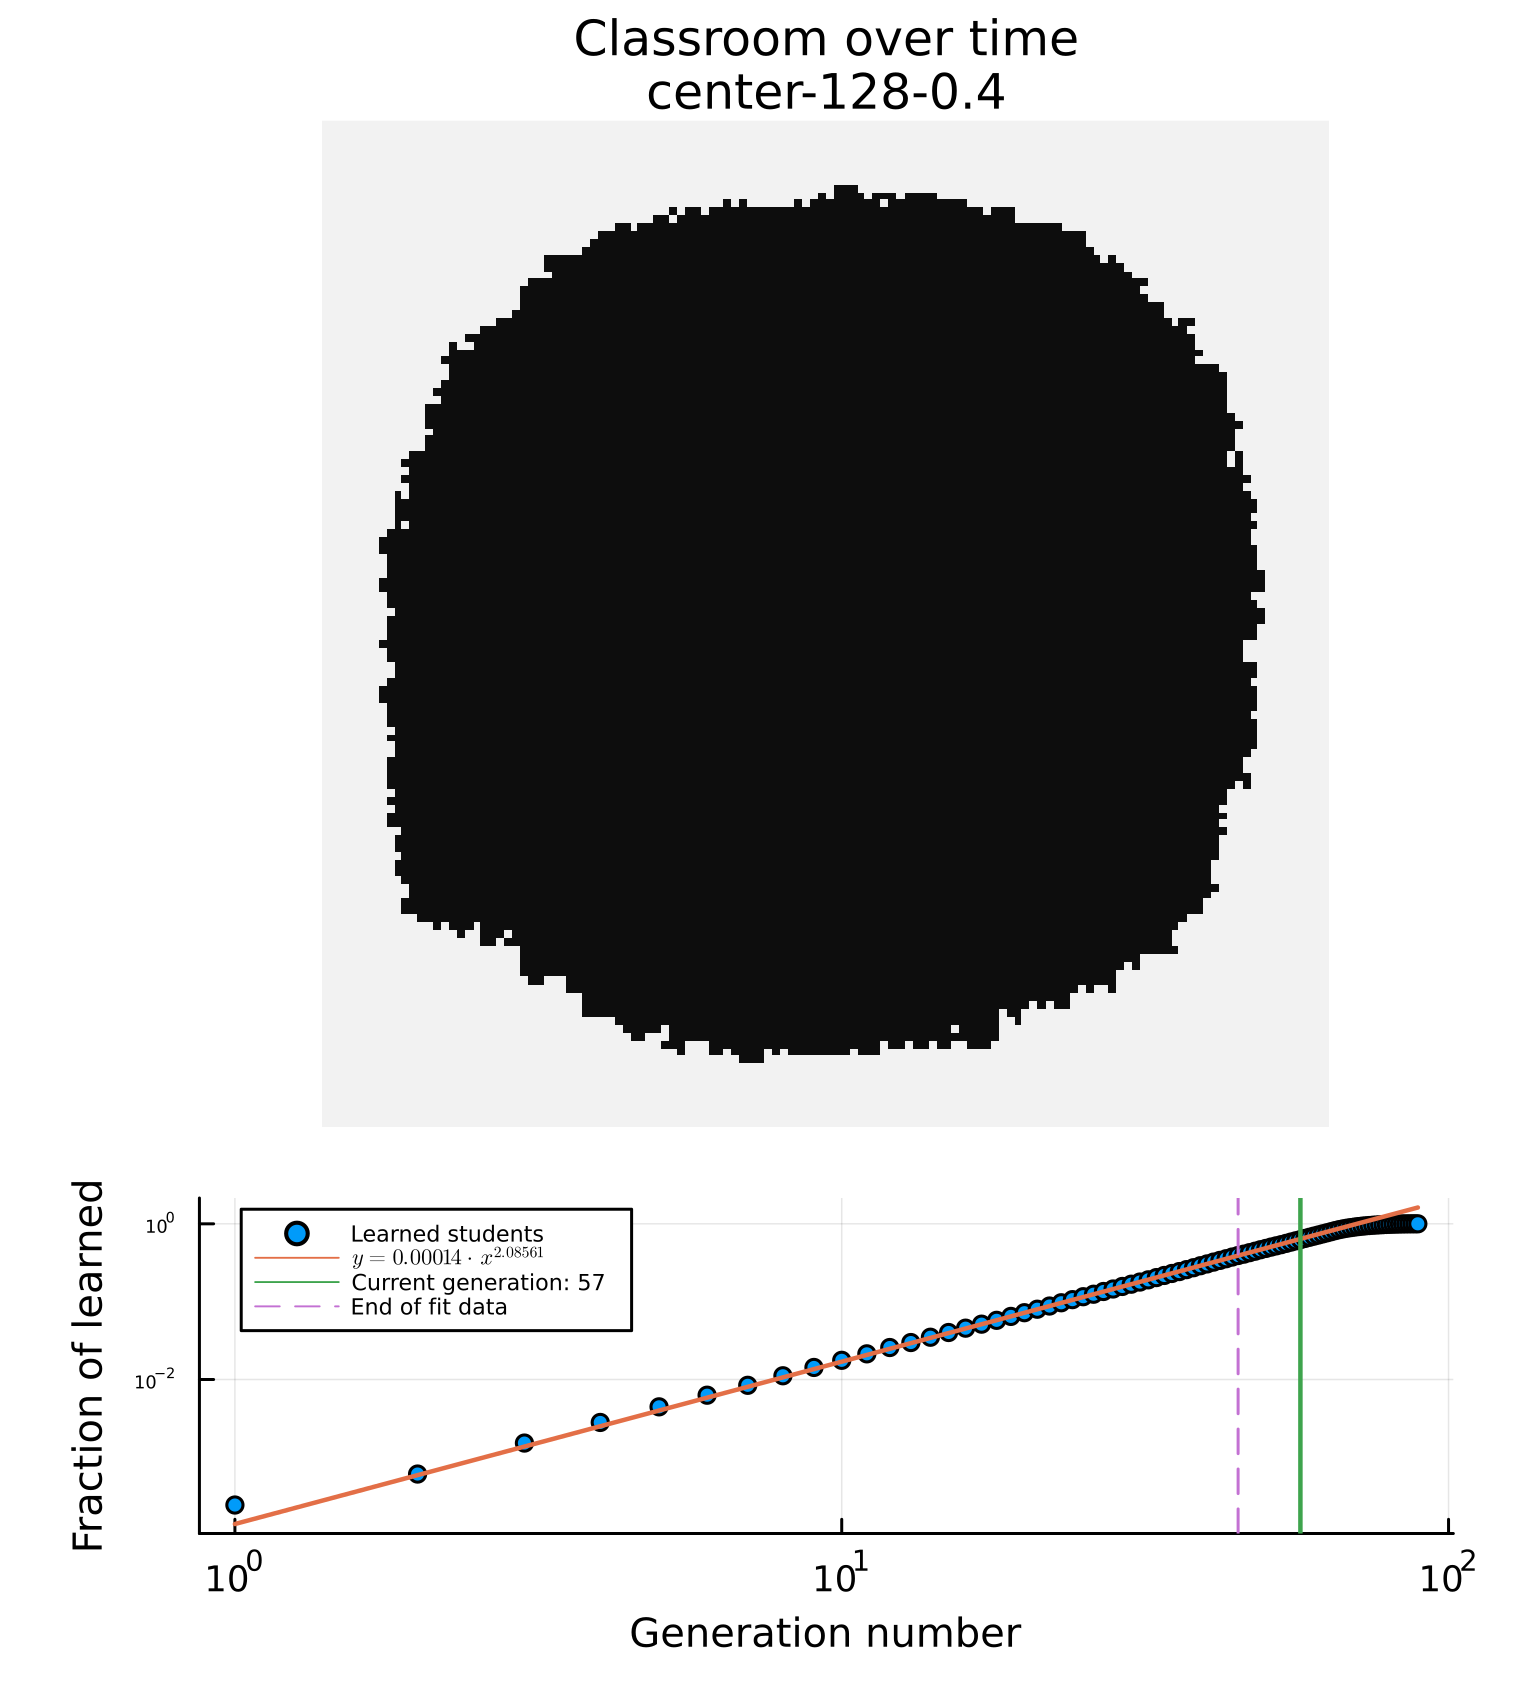 Classroom over time
center-128-0.4
Fraction of learned
10⁰
10⁻²
Learned students
y = 0.00014 · x^2.08561
Current generation: 57
End of fit data
10⁰ 10¹ 10²
Generation number